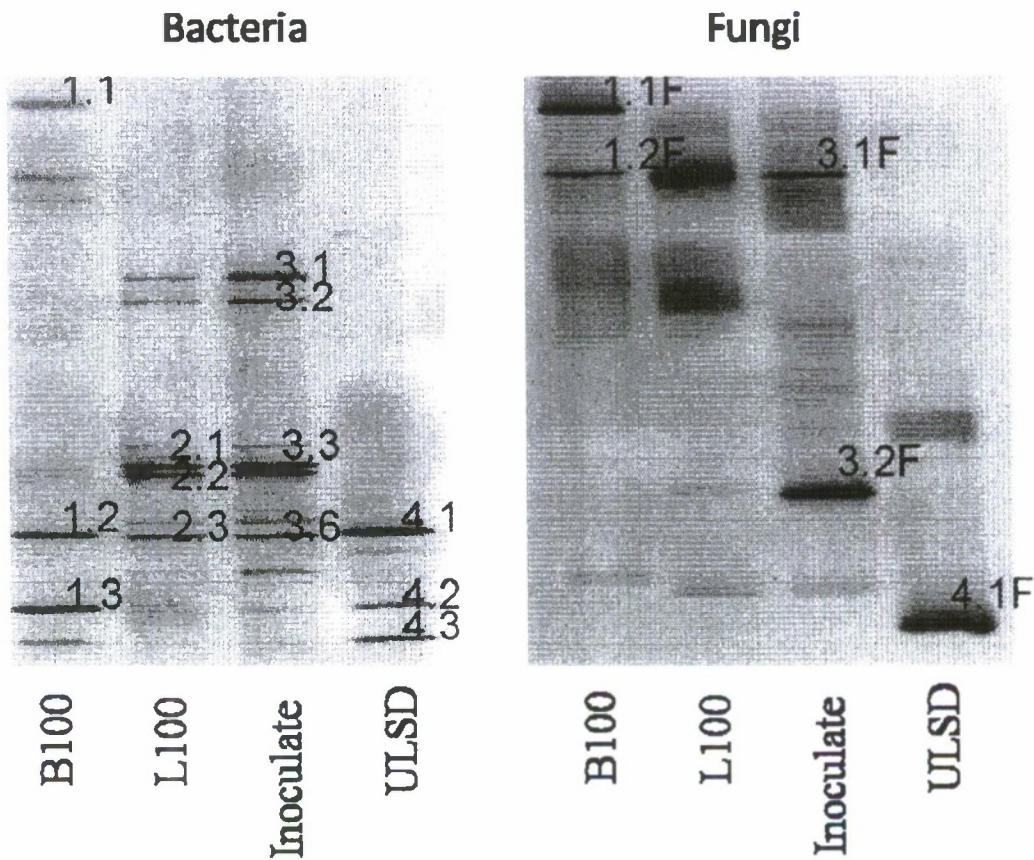 Bacteria
1.1
3.1
3.2
2.1
3.3
2.2
1.2
2.3
3.6
4.1
1.3
4.2
4.3
B100
L100
Inoculate
ULSD
Fungi
1.1F
1.2F
3.1F
3.2F
4.1F
B100
L100
Inoculate
ULSD